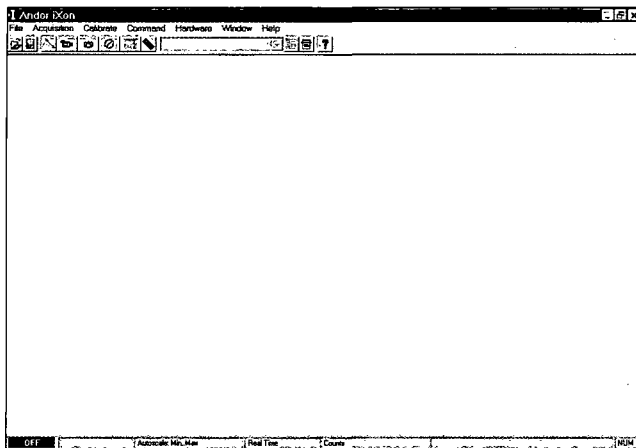 Andor iXon
File Acquisition Calibrate Command Hardware Window Help
OFF Autoscale: Min..Max Real Time Counts NUM